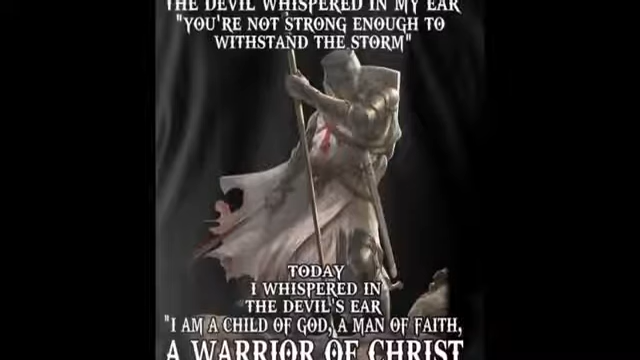 THE DEVIL WHISPERED IN MY EAR
"YOU'RE NOT STRONG ENOUGH TO
WITHSTAND THE STORM"
TODAY
I WHISPERED IN
THE DEVIL'S EAR
"I AM A CHILD OF GOD, A MAN OF FAITH,
A WARRIOR OF CHRIST